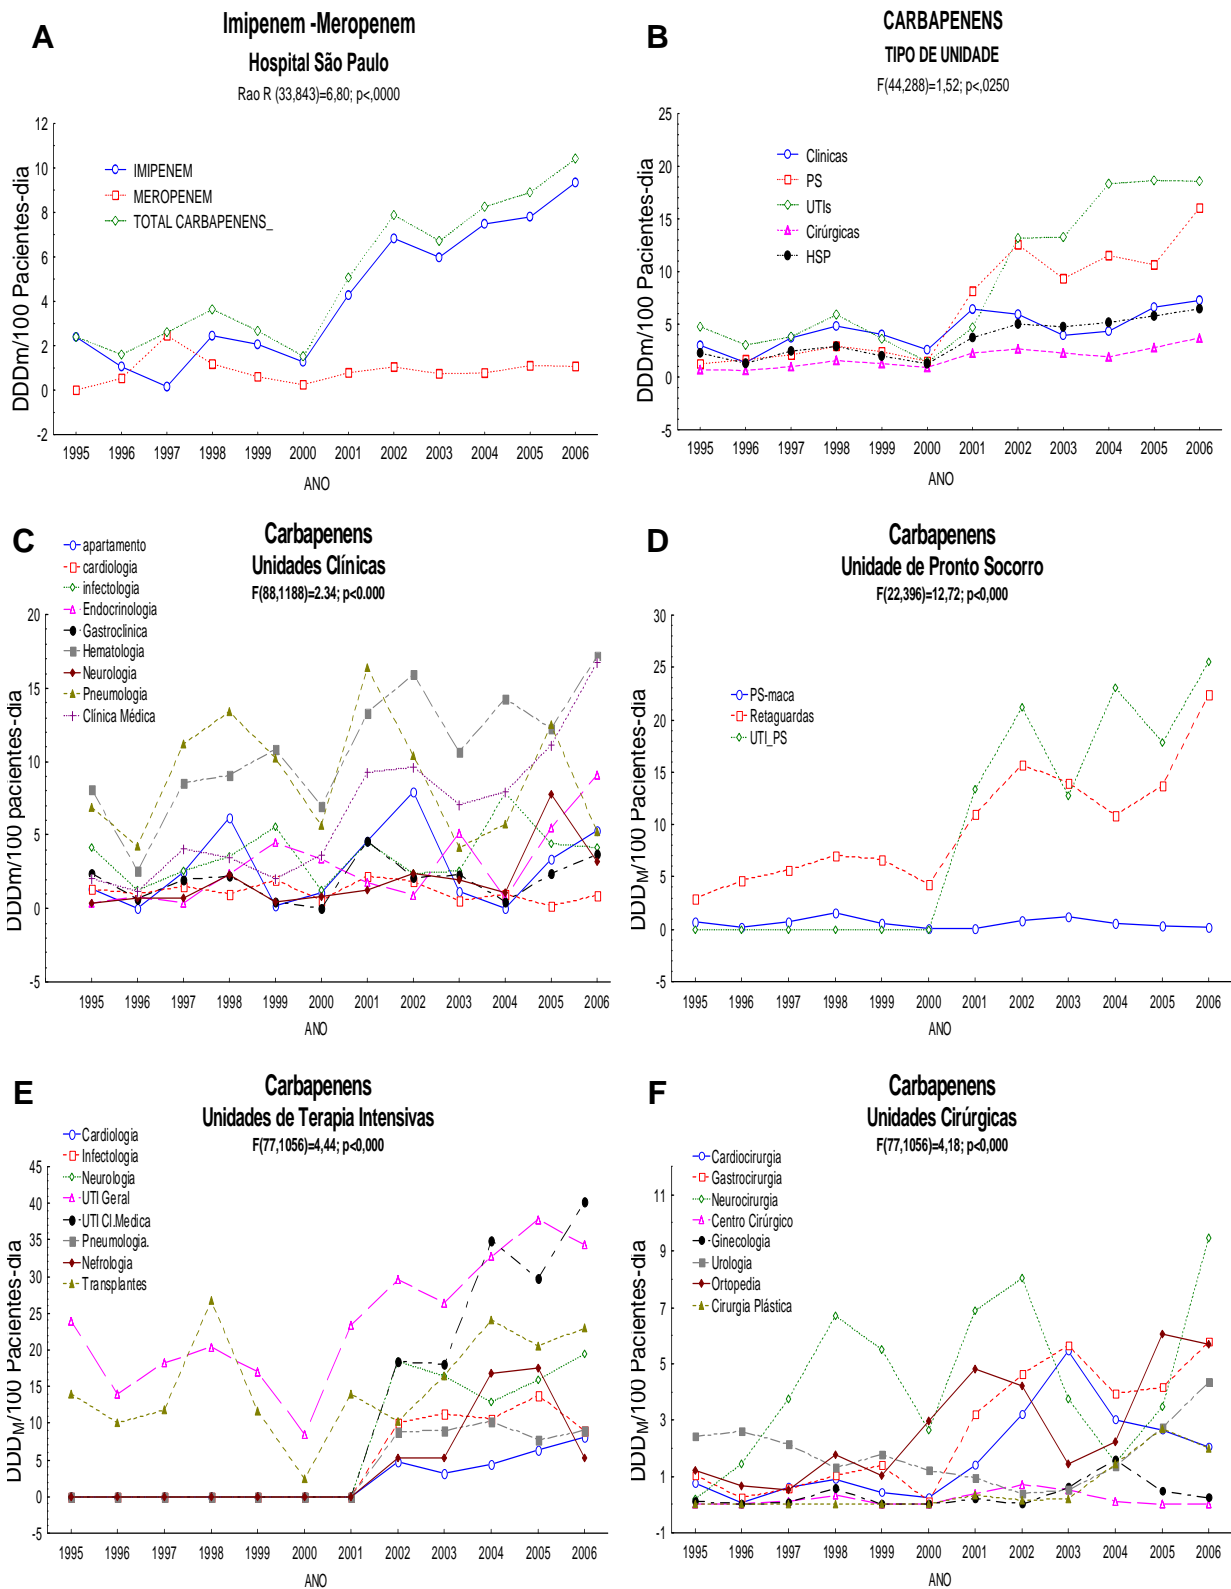 A
Imipenem -Meropenem
Hospital São Paulo
Rao R (33,843)=6,80; p<,0000
DDDm/100 Pacientes-dia
12
10
8
6
4
2
0
-2
IMIPENEM
MEROPENEM
TOTAL CARBAPENENS_
1995 1996 1997 1998 1999 2000 2001 2002 2003 2004 2005 2006
ANO
B
CARBAPENENS
TIPO DE UNIDADE
F(44,288)=1,52; p<,0250
DDDm/100 Pacientes-dia
25
20
15
10
5
0
-5
Clinicas
PS
UTIs
Cirúrgicas
HSP
1995 1996 1997 1998 1999 2000 2001 2002 2003 2004 2005 2006
ANO
C
Carbapenens
Unidades Clínicas
F(88,1188)=2.34; p<0.000
apartamento
cardiologia
infectologia
Endocrinologia
Gastroclinica
Hematologia
Neurologia
Pneumologia
Clínica Médica
DDDm/100 pacientes-dia
20
15
10
5
0
-5
1995 1996 1997 1998 1999 2000 2001 2002 2003 2004 2005 2006
ANO
D
Carbapenens
Unidade de Pronto Socorro
F(22,396)=12,72; p<0,000
DDDM/100 Pacientes-dia
30
25
20
15
10
5
0
-5
PS-maca
Retaguardas
UTI_PS
1995 1996 1997 1998 1999 2000 2001 2002 2003 2004 2005 2006
ANO
E
Carbapenens
Unidades de Terapia Intensivas
F(77,1056)=4,44; p<0,000
Cardiologia
Infectologia
Neurologia
UTI Geral
UTI Cl.Medica
Pneumologia.
Nefrologia
Transplantes
DDDM/100 Pacientes-dia
45
40
35
30
25
20
15
10
5
0
-5
1995 1996 1997 1998 1999 2000 2001 2002 2003 2004 2005 2006
ANO
F
Carbapenens
Unidades Cirúrgicas
F(77,1056)=4,18; p<0,000
Cardiocirurgia
Gastrocirurgia
Neurocirurgia
Centro Cirúrgico
Ginecologia
Urologia
Ortopedia
Cirurgia Plástica
DDDM/100 Pacientes-dia
11
9
7
5
3
1
-1
1995 1996 1997 1998 1999 2000 2001 2002 2003 2004 2005 2006
ANO